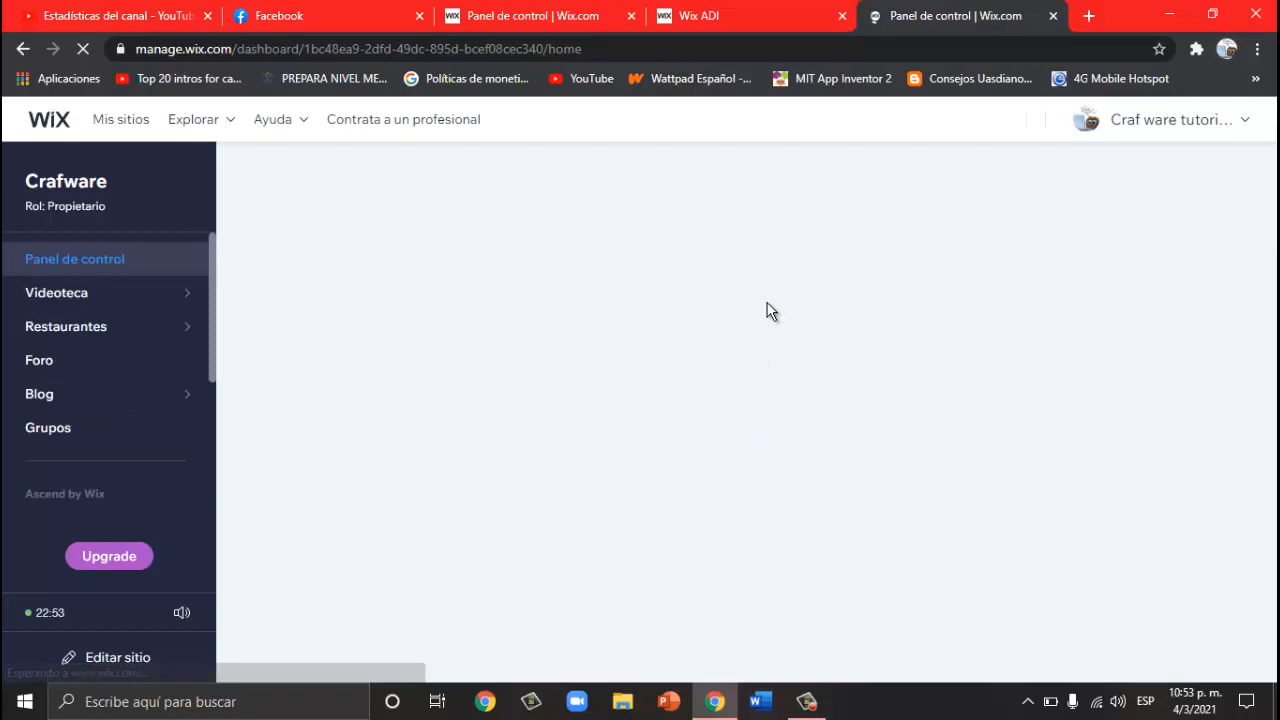 Estadísticas del canal - YouTub
Facebook
Panel de control | Wix.com
Wix ADI
Panel de control | Wix.com
manage.wix.com/dashboard/1bc48ea9-2dfd-49dc-895d-bcef08cec340/home
Aplicaciones
Top 20 intros for ca...
PREPARA NIVEL ME...
Políticas de moneti...
YouTube
Wattpad Español -...
MIT App Inventor 2
Consejos Uasdiano...
4G Mobile Hotspot
WiX
Mis sitios
Explorar
Ayuda
Contrata a un profesional
Craf ware tutori...
Crafware
Rol: Propietario
Panel de control
Videoteca
Restaurantes
Foro
Blog
Grupos
Ascend by Wix
Upgrade
22:53
Editar sitio
Esperando a www.wix.com...
Escribe aquí para buscar
ESP
10:53 p. m.
4/3/2021